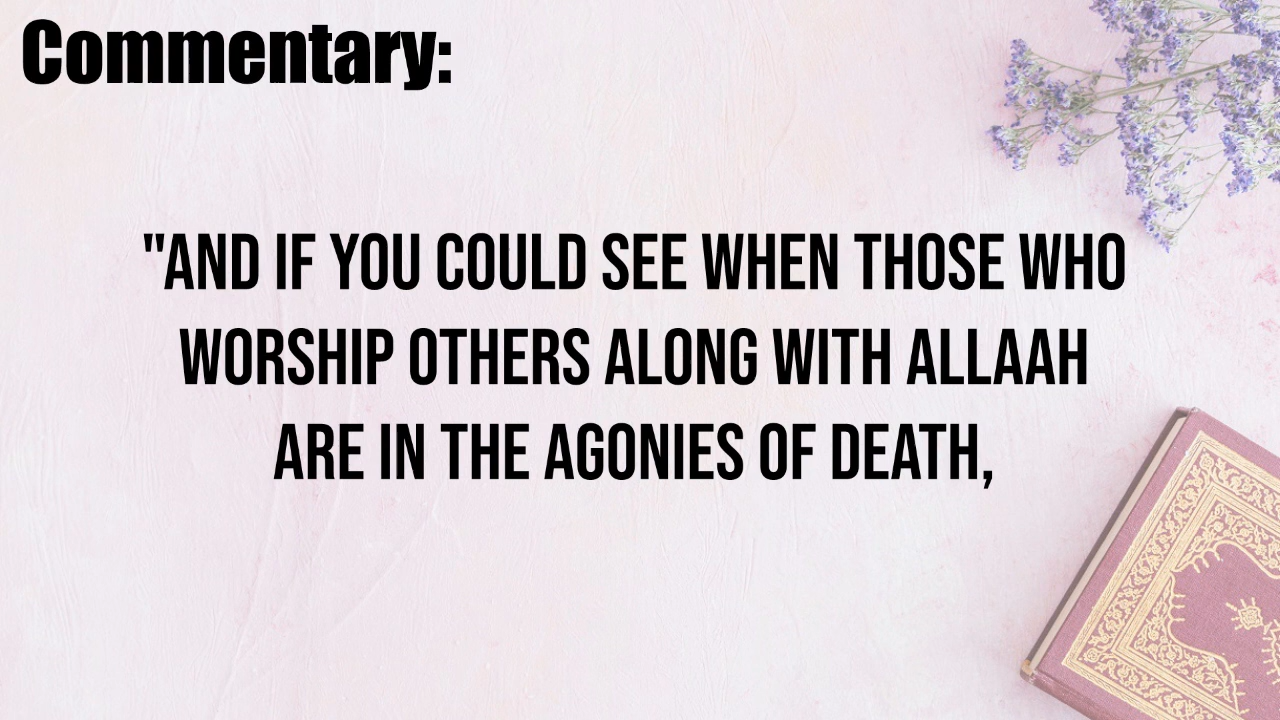 Commentary:
"AND IF YOU COULD SEE WHEN THOSE WHO
WORSHIP OTHERS ALONG WITH ALLAAH
ARE IN THE AGONIES OF DEATH,